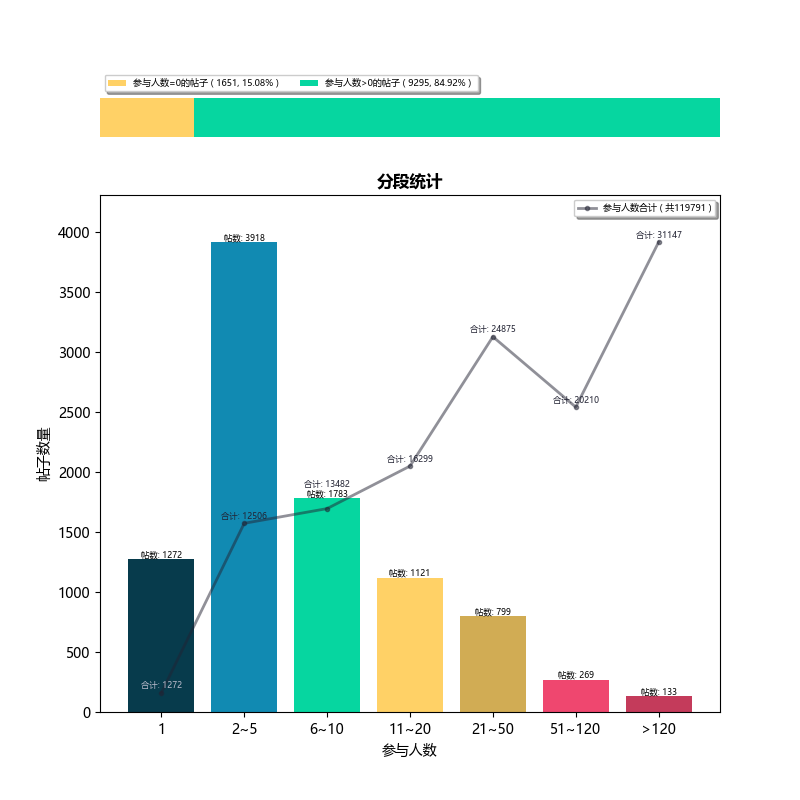 参与人数=0的帖子 ( 1651, 15.08% )
参与人数>0的帖子 ( 9295, 84.92% )
分段统计
参与人数合计 ( 共119791 )
4000
3500
3000
2500
2000
1500
1000
500
0
帖子数量
帖数: 1272
帖数: 3918
帖数: 1783
帖数: 1121
帖数: 799
帖数: 269
帖数: 133
合计: 1272
合计: 12506
合计: 13482
合计: 16299
合计: 24875
合计: 20210
合计: 31147
1
2~5
6~10
11~20
21~50
51~120
>120
参与人数